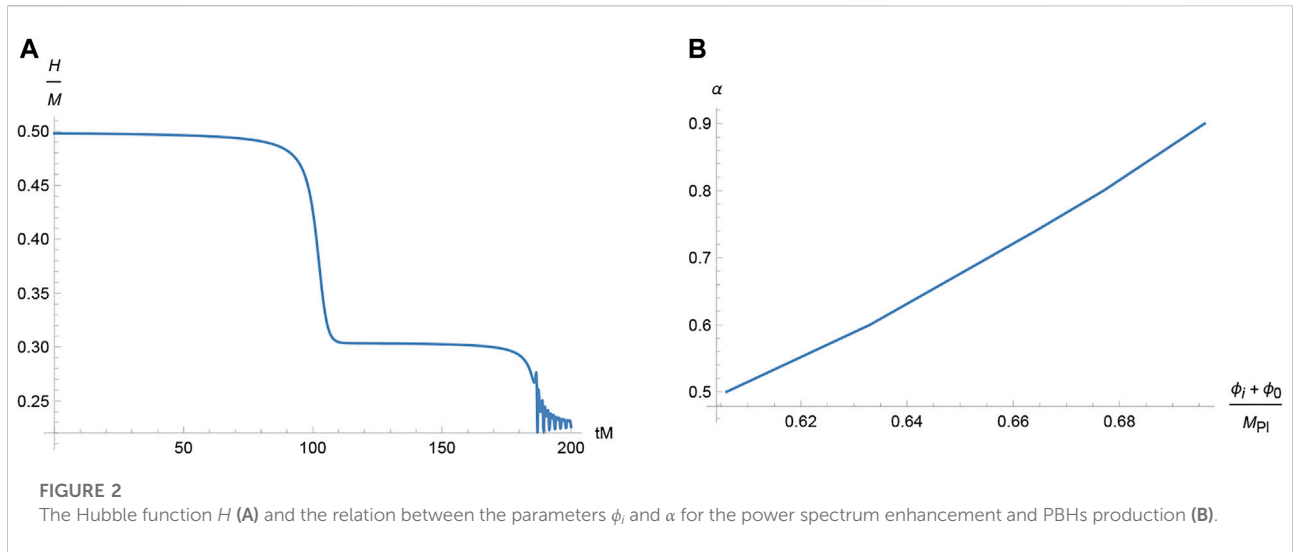 A
H
M
0.50
0.45
0.40
0.35
0.30
0.25
50
100
150
200
tM
B
α
0.9
0.8
0.7
0.6
0.5
0.62
0.64
0.66
0.68
ϕi + ϕ0
MPl
FIGURE 2
The Hubble function H (A) and the relation between the parameters ϕi and α for the power spectrum enhancement and PBHs production (B).